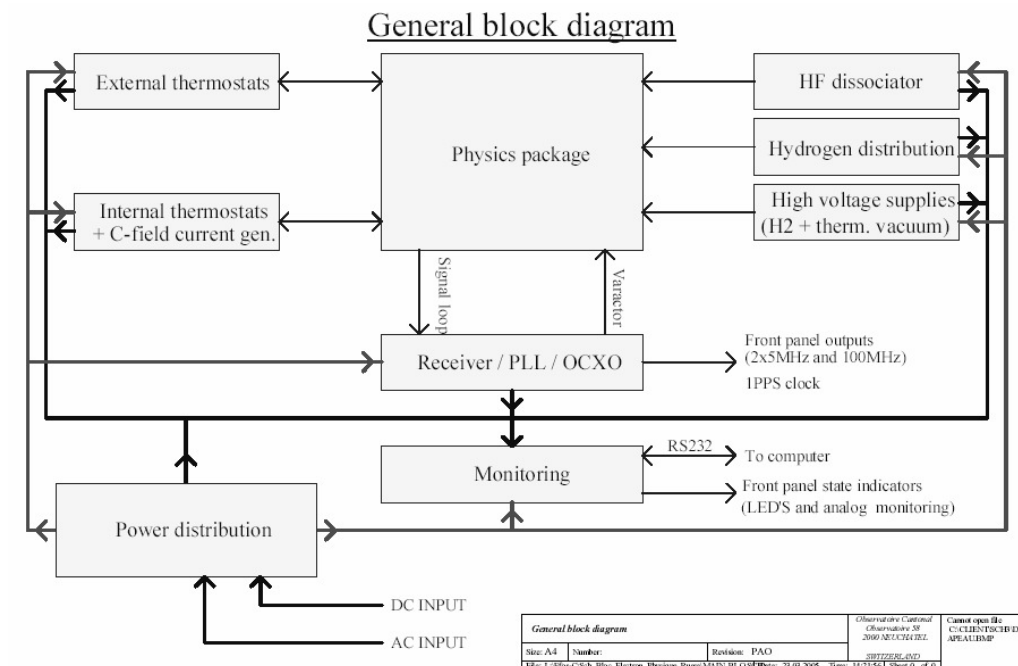 General block diagram
External thermostats
Physics package
HF dissociator
Hydrogen distribution
Internal thermostats
+ C-field current gen.
High voltage supplies
(H2 + therm. vacuum)
Signal loop
Varactor
Receiver / PLL / OCXO
Front panel outputs
(2x5MHz and 100MHz)
1PPS clock
Monitoring
RS232
To computer
Front panel state indicators
(LED'S and analog monitoring)
Power distribution
DC INPUT
AC INPUT
General block diagram
Observatoire Cantonal
Observatoire 58
2000 NEUCHATEL
SWITZERLAND
Cannot open file
Size: A4 Number: Revision: PAO